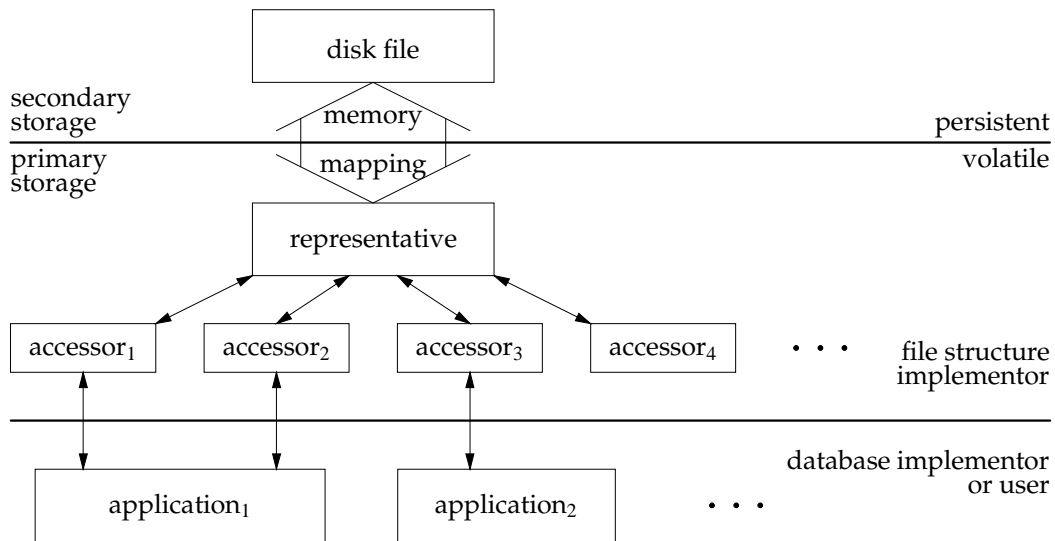 disk file
secondary
storage
memory
persistent
primary
storage
mapping
volatile
representative
accessor₁ accessor₂ accessor₃ accessor₄ . . .
file structure
implementor
database implementor
or user
application₁ application₂ . . .